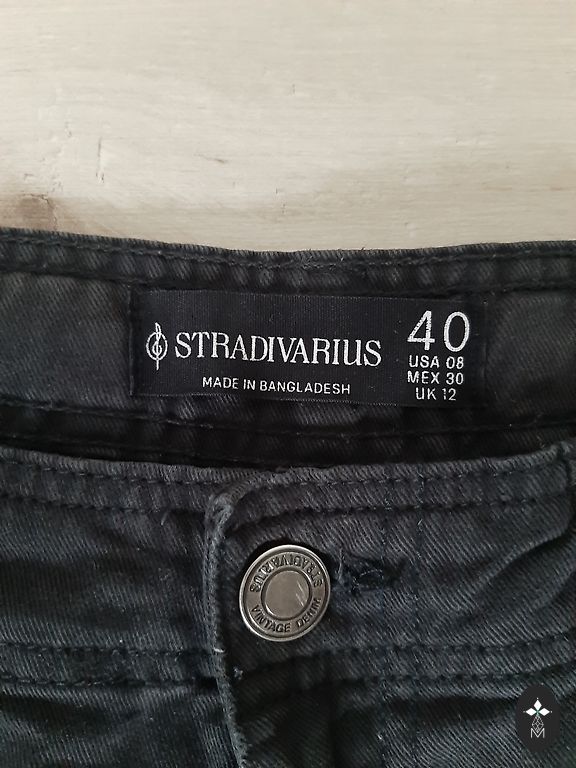 STRADIVARIUS
MADE IN BANGLADESH
40
USA 08
MEX 30
UK 12
STRADIVARIUS
VINTAGE DENIM
M